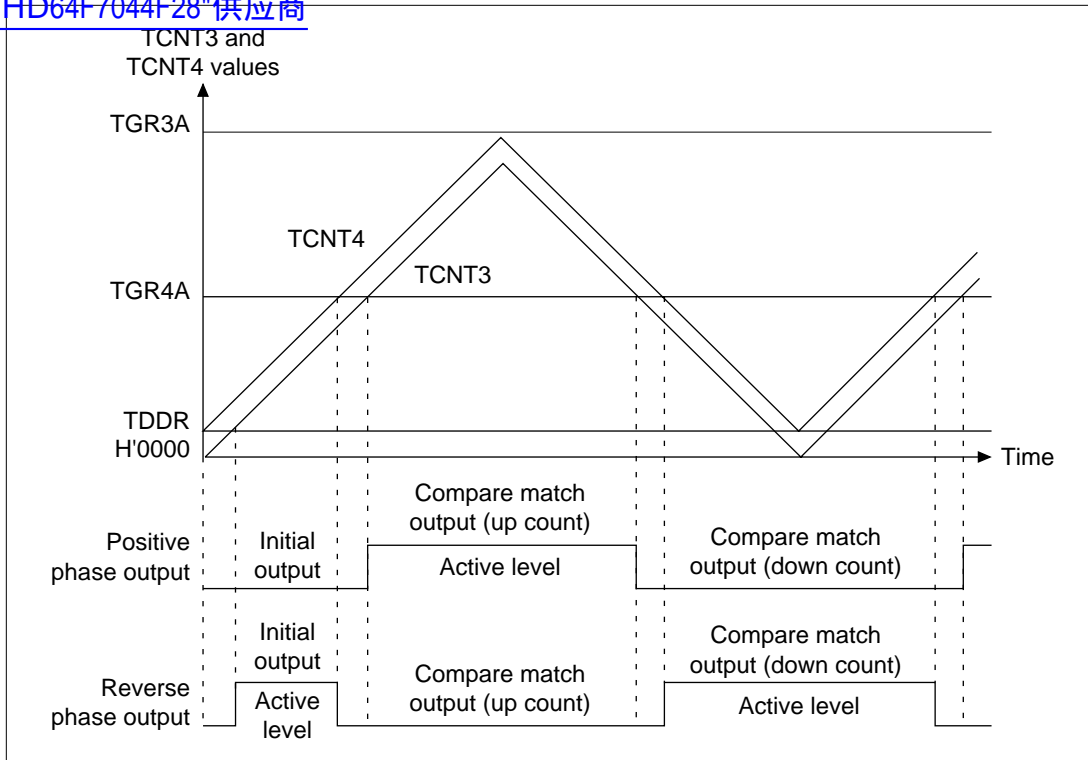 HD64F7044F28"供应商
TCNT3 and
TCNT4 values
TGR3A
TCNT4
TCNT3
TGR4A
TDDR
H'0000
Time
Compare match
output (up count)
Positive
phase output
Initial
output
Active level
Compare match
output (down count)
Initial
output
Compare match
output (down count)
Reverse
phase output
Active
level
Compare match
output (up count)
Active level